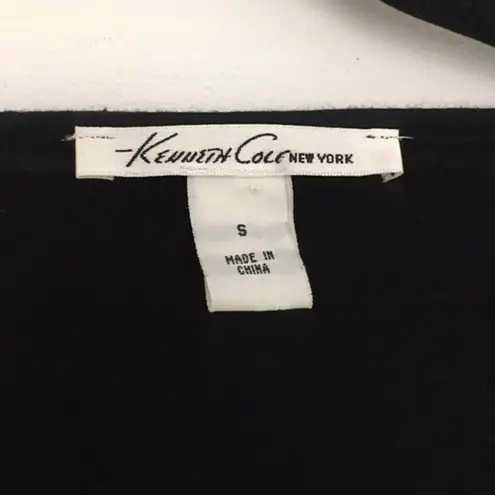 KENNETH COLE NEW YORK
S
MADE IN
CHINA